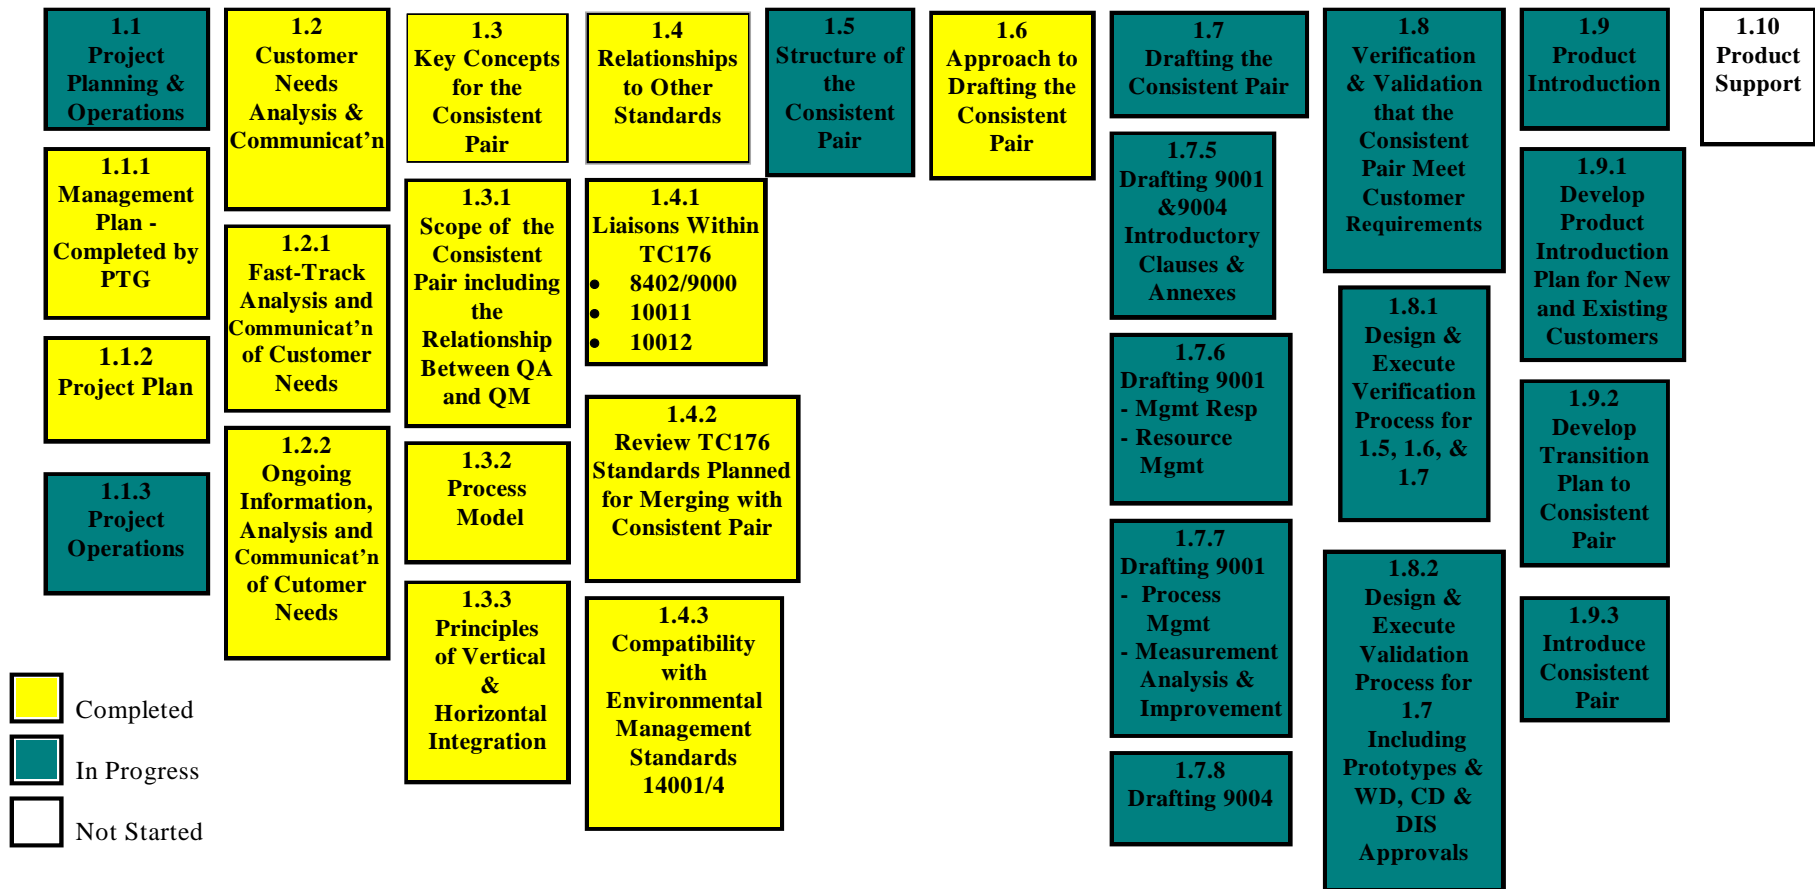 1.1
Project
Planning &
Operations
1.1.1
Management
Plan -
Completed by
PTG
1.1.2
Project Plan
1.1.3
Project
Operations
1.2
Customer
Needs
Analysis &
Communicat’n
1.2.1
Fast-Track
Analysis and
Communicat’n
of Customer
Needs
1.2.2
Ongoing
Information,
Analysis and
Communicat’n
of Cutomer
Needs
1.3
Key Concepts
for the
Consistent
Pair
1.3.1
Scope of the
Consistent
Pair including
the
Relationship
Between QA
and QM
1.3.2
Process
Model
1.3.3
Principles
of Vertical
&
Horizontal
Integration
1.4
Relationships
to Other
Standards
1.4.1
Liaisons Within
TC176
• 8402/9000
• 10011
• 10012
1.4.2
Review TC176
Standards Planned
for Merging with
Consistent Pair
1.4.3
Compatibility
with
Environmental
Management
Standards
14001/4
1.5
Structure of
the
Consistent
Pair
1.6
Approach to
Drafting the
Consistent
Pair
1.7
Drafting the
Consistent Pair
1.7.5
Drafting 9001
&9004
Introductory
Clauses &
Annexes
1.7.6
Drafting 9001
- Mgmt Resp
- Resource
Mgmt
1.7.7
Drafting 9001
- Process
Mgmt
- Measurement
Analysis &
Improvement
1.7.8
Drafting 9004
1.8
Verification
& Validation
that the
Consistent
Pair Meet
Customer
Requirements
1.8.1
Design &
Execute
Verification
Process for
1.5, 1.6, &
1.7
1.8.2
Design &
Execute
Validation
Process for
1.7
Including
Prototypes &
WD, CD &
DIS
Approvals
1.9
Product
Introduction
1.9.1
Develop
Product
Introduction
Plan for New
and Existing
Customers
1.9.2
Develop
Transition
Plan to
Consistent
Pair
1.9.3
Introduce
Consistent
Pair
1.10
Product
Support
Completed
In Progress
Not Started